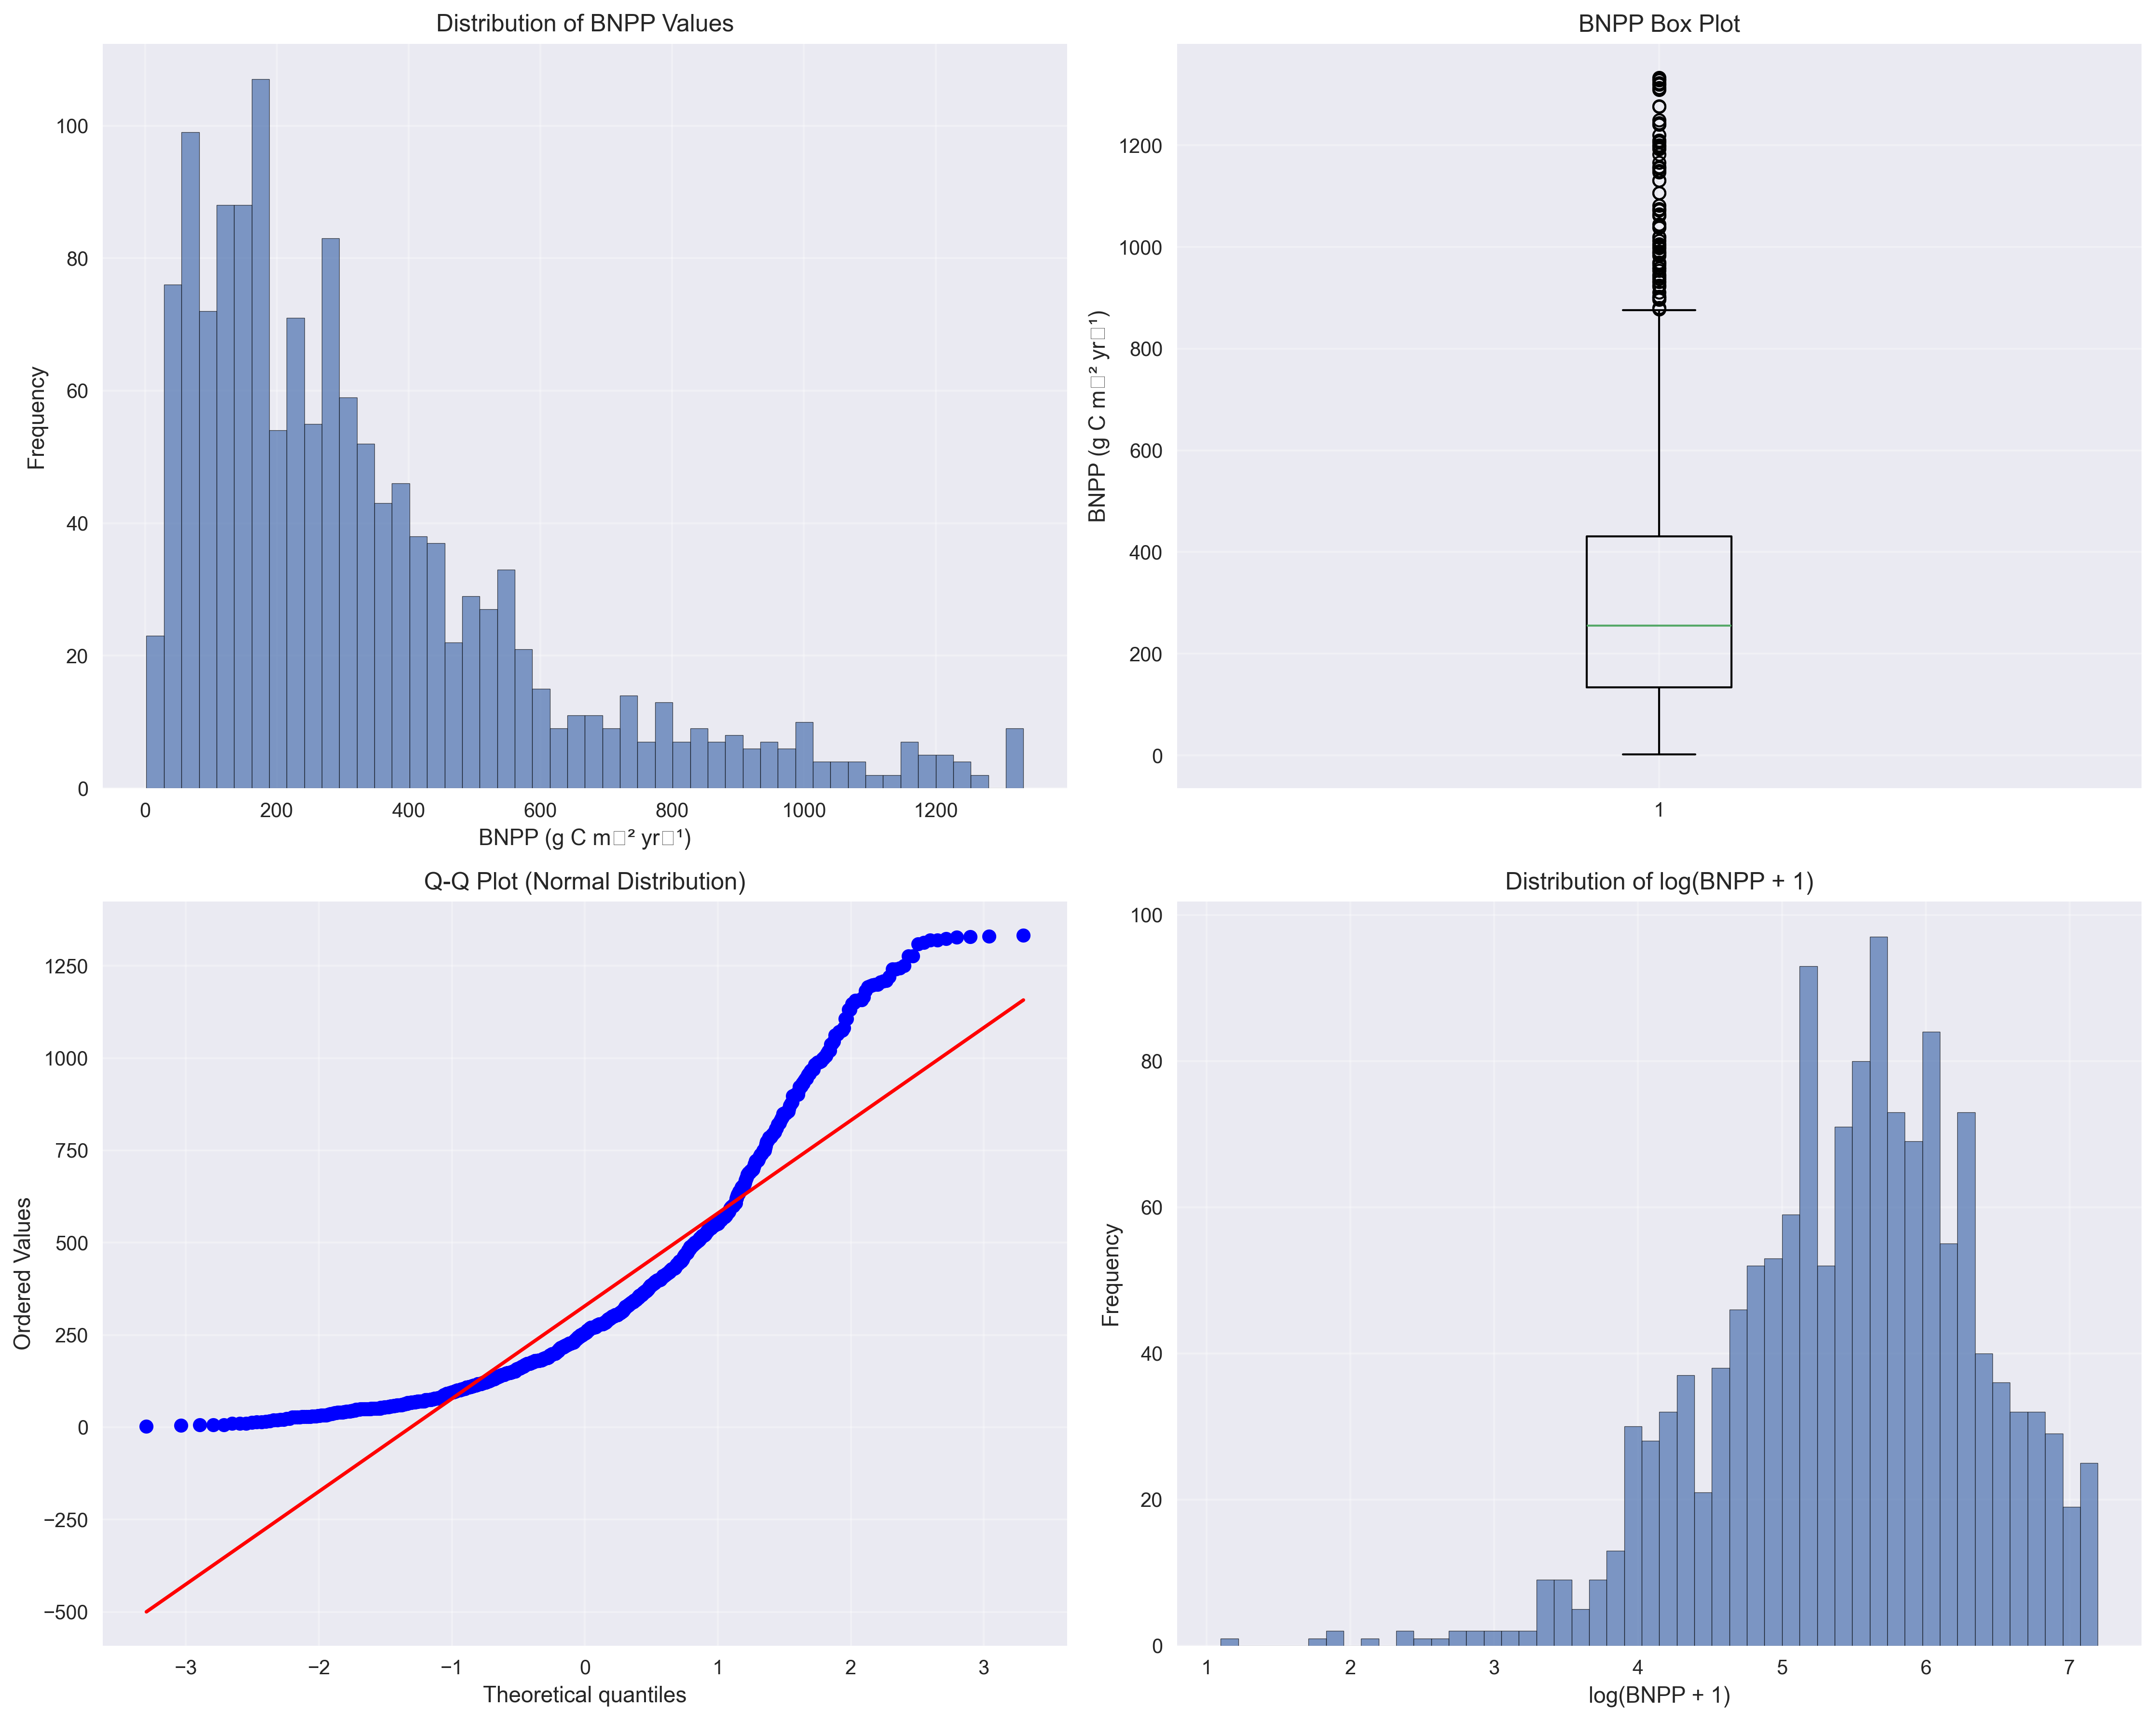 Distribution of BNPP Values
Frequency
100
80
60
40
20
0
0 200 400 600 800 1000 1200
BNPP (g C m□² yr□¹)
BNPP Box Plot
BNPP (g C m□² yr□¹)
1200
1000
800
600
400
200
0
1
Q-Q Plot (Normal Distribution)
Ordered Values
1250
1000
750
500
250
0
−250
−500
−3 −2 −1 0 1 2 3
Theoretical quantiles
Distribution of log(BNPP + 1)
Frequency
100
80
60
40
20
0
1 2 3 4 5 6 7
log(BNPP + 1)